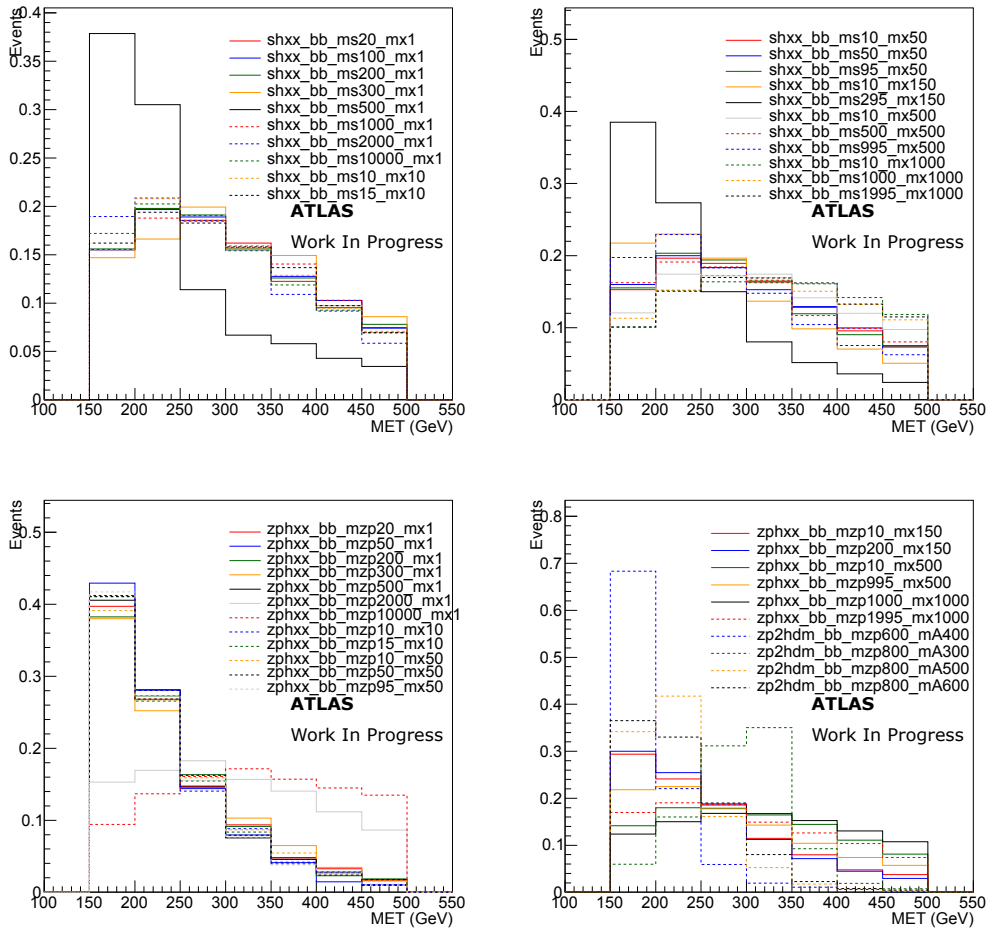 Events
0.4
0.35
0.3
0.25
0.2
0.15
0.1
0.05
0
100 150 200 250 300 350 400 450 500 550
MET (GeV)
shxx_bb_ms20_mx1
shxx_bb_ms100_mx1
shxx_bb_ms200_mx1
shxx_bb_ms300_mx1
shxx_bb_ms500_mx1
shxx_bb_ms1000_mx1
shxx_bb_ms2000_mx1
shxx_bb_ms10000_mx1
shxx_bb_ms10_mx10
shxx_bb_ms15_mx10
ATLAS
Work In Progress
Events
0.5
0.4
0.3
0.2
0.1
0
100 150 200 250 300 350 400 450 500 550
MET (GeV)
shxx_bb_ms10_mx50
shxx_bb_ms50_mx50
shxx_bb_ms95_mx50
shxx_bb_ms10_mx150
shxx_bb_ms295_mx150
shxx_bb_ms10_mx500
shxx_bb_ms500_mx500
shxx_bb_ms995_mx500
shxx_bb_ms10_mx1000
shxx_bb_ms1000_mx1000
shxx_bb_ms1995_mx1000
ATLAS
Work In Progress
Events
0.5
0.4
0.3
0.2
0.1
0
100 150 200 250 300 350 400 450 500 550
MET (GeV)
zphxx_bb_mzp20_mx1
zphxx_bb_mzp50_mx1
zphxx_bb_mzp200_mx1
zphxx_bb_mzp300_mx1
zphxx_bb_mzp500_mx1
zphxx_bb_mzp2000_mx1
zphxx_bb_mzp10000_mx1
zphxx_bb_mzp10_mx10
zphxx_bb_mzp15_mx10
zphxx_bb_mzp10_mx50
zphxx_bb_mzp50_mx50
zphxx_bb_mzp95_mx50
ATLAS
Work In Progress
Events
0.8
0.7
0.6
0.5
0.4
0.3
0.2
0.1
0
100 150 200 250 300 350 400 450 500 550
MET (GeV)
zphxx_bb_mzp10_mx150
zphxx_bb_mzp200_mx150
zphxx_bb_mzp10_mx500
zphxx_bb_mzp995_mx500
zphxx_bb_mzp1000_mx1000
zphxx_bb_mzp1995_mx1000
zp2hdm_bb_mzp600_mA400
zp2hdm_bb_mzp800_mA300
zp2hdm_bb_mzp800_mA500
zp2hdm_bb_mzp800_mA600
ATLAS
Work In Progress